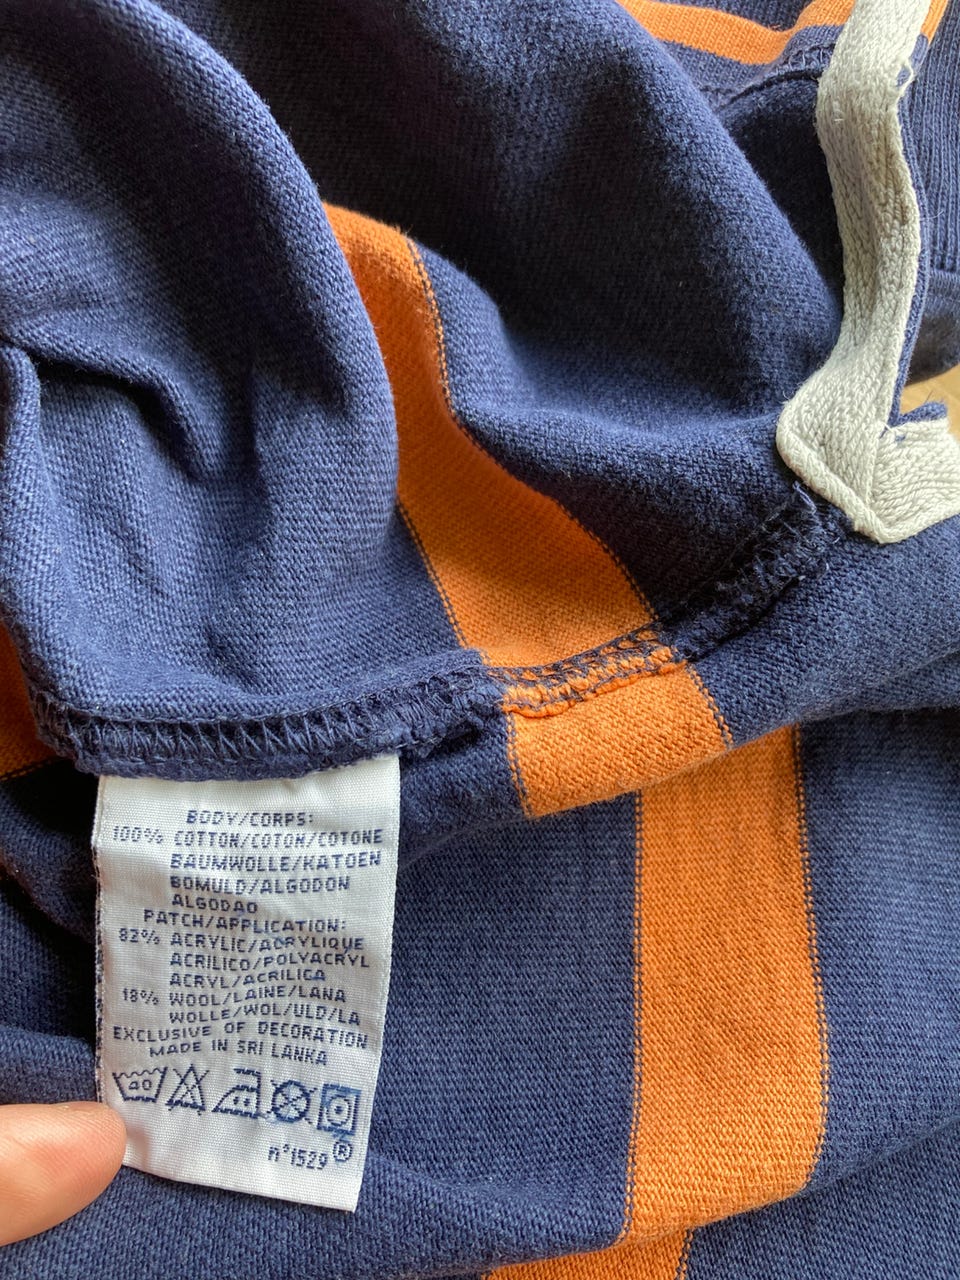 BODY/CORPS:
100% COTTON/COTON/COTONE
BAUMWOLLE/KATOEN
BOMULD/ALGODON
ALGODAO
PATCH/APPLICATION:
82% ACRYLIC/ACRYLIQUE
ACRILICO/POLYACRYL
ACRYL/ACRILICA
18% WOOL/LAINE/LANA
WOLLE/WOL/ULD/LA
EXCLUSIVE OF DECORATION
MADE IN SRI LANKA
40
n°1529 ®